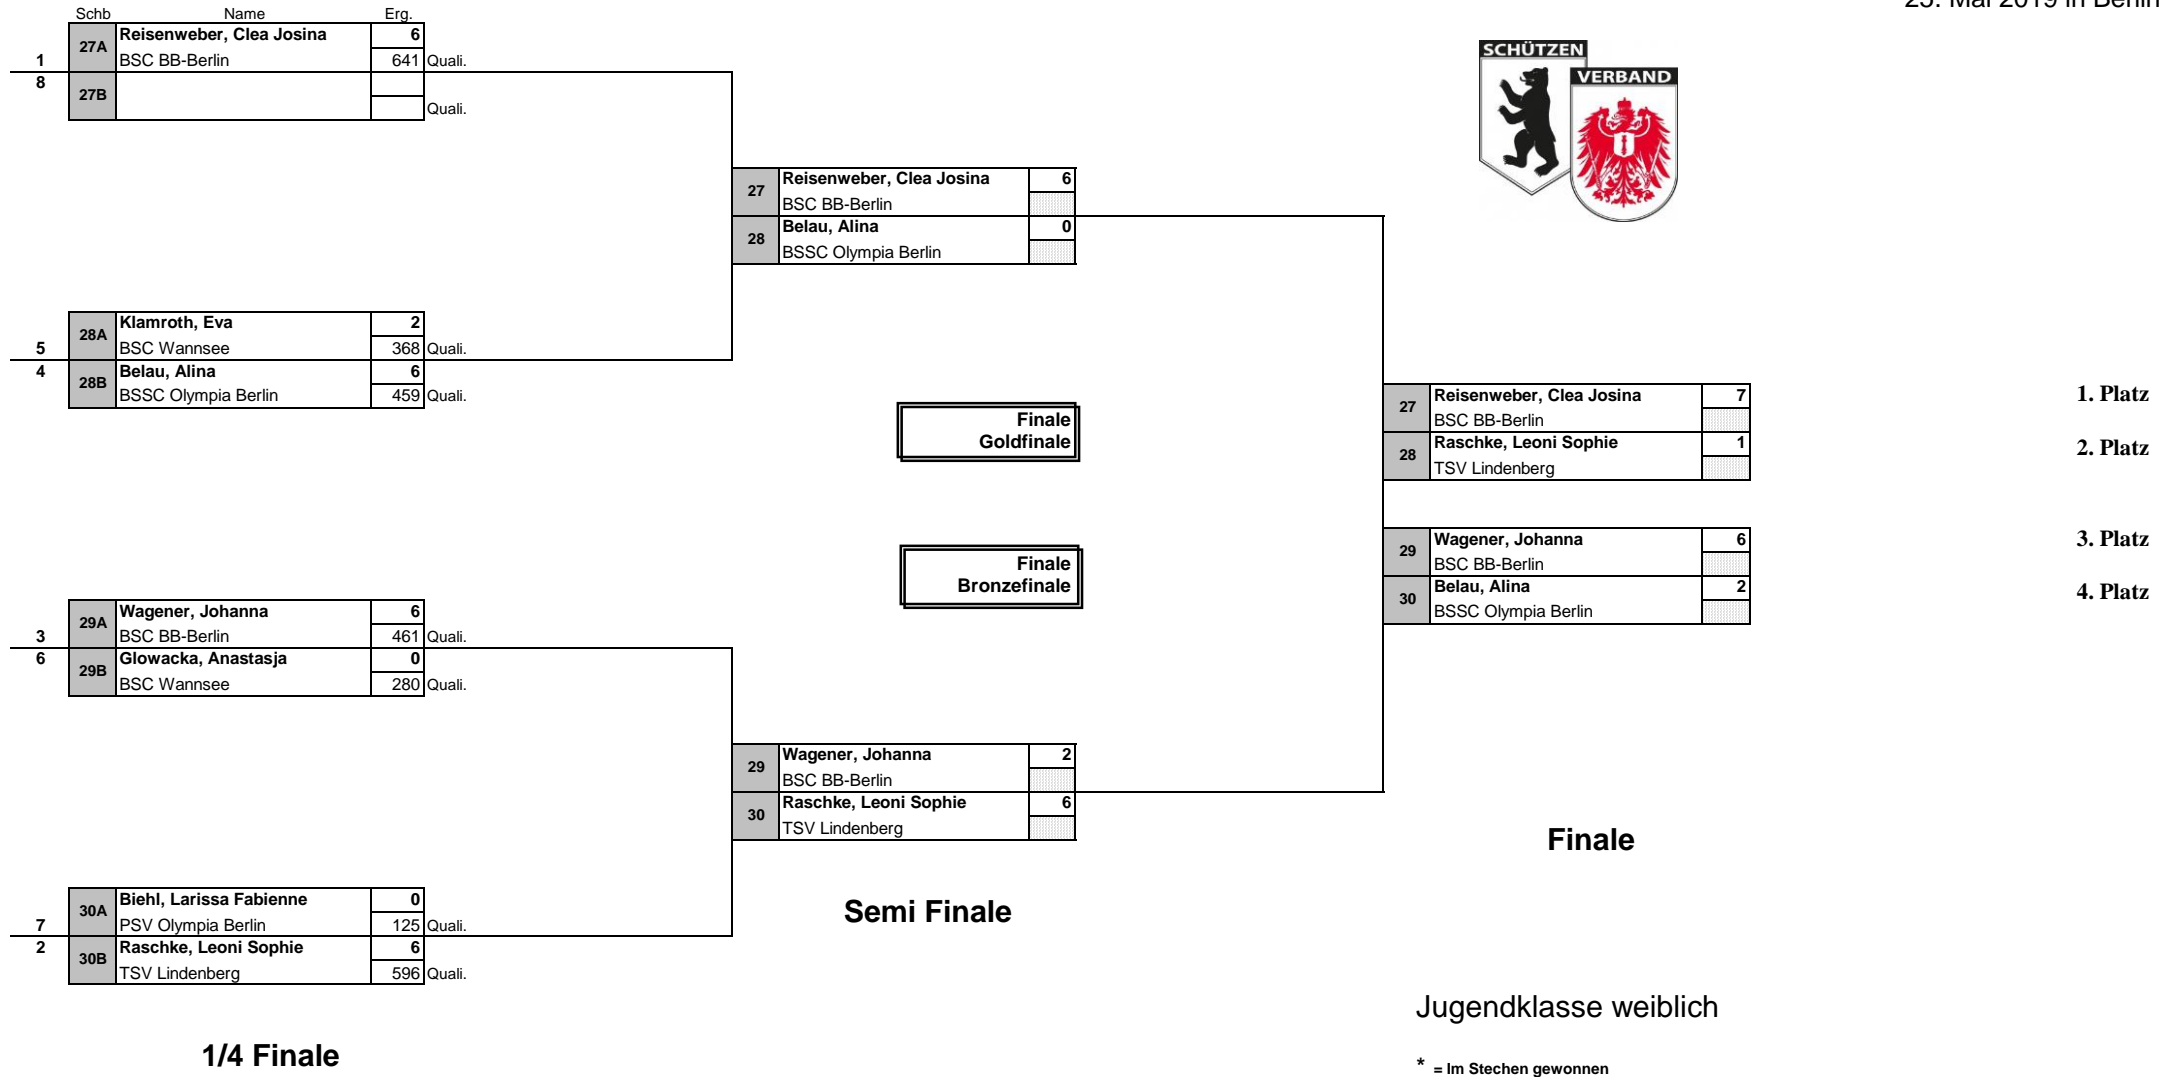 25. Mai 2019 in Berlin
Schb Name Erg.
27A Reisenweber, Clea Josina 6
1 BSC BB-Berlin 641 Quali.
8 27B
Quali.
SCHÜTZEN
VERBAND
27 Reisenweber, Clea Josina 6
BSC BB-Berlin
28 Belau, Alina 0
BSSC Olympia Berlin
28A Klamroth, Eva 2
5 BSC Wannsee 368 Quali.
4 28B Belau, Alina 6
BSSC Olympia Berlin 459 Quali.
Finale
Goldfinale
27 Reisenweber, Clea Josina 7 1. Platz
BSC BB-Berlin
28 Raschke, Leoni Sophie 1 2. Platz
TSV Lindenberg
Finale
Bronzefinale
29 Wagener, Johanna 6 3. Platz
BSC BB-Berlin
30 Belau, Alina 2 4. Platz
BSSC Olympia Berlin
29A Wagener, Johanna 6
3 BSC BB-Berlin 461 Quali.
6 29B Glowacka, Anastasja 0
BSC Wannsee 280 Quali.
29 Wagener, Johanna 2
BSC BB-Berlin
30 Raschke, Leoni Sophie 6
TSV Lindenberg
Finale
30A Biehl, Larissa Fabienne 0
7 PSV Olympia Berlin 125 Quali.
2 30B Raschke, Leoni Sophie 6
TSV Lindenberg 596 Quali.
Semi Finale
Jugendklasse weiblich
1/4 Finale
* = Im Stechen gewonnen